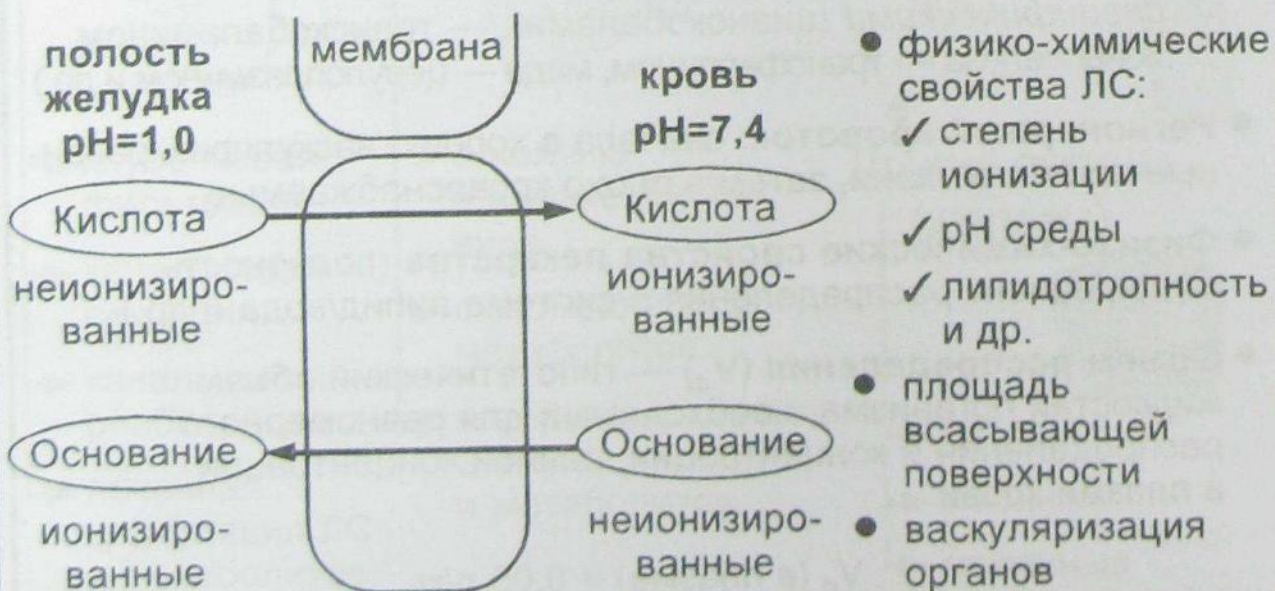 полость
желудка
pH=1,0
мембрана
кровь
pH=7,4
Кислота
Кислота
неионизиро-
ванные
ионизиро-
ванные
Основание
Основание
ионизиро-
ванные
неионизиро-
ванные
● физико-химические
свойства ЛС:
✓ степень
ионизации
✓ pH среды
✓ липидотропность
и др.
● площадь
всасывающей
поверхности
● васкуляризация
органов